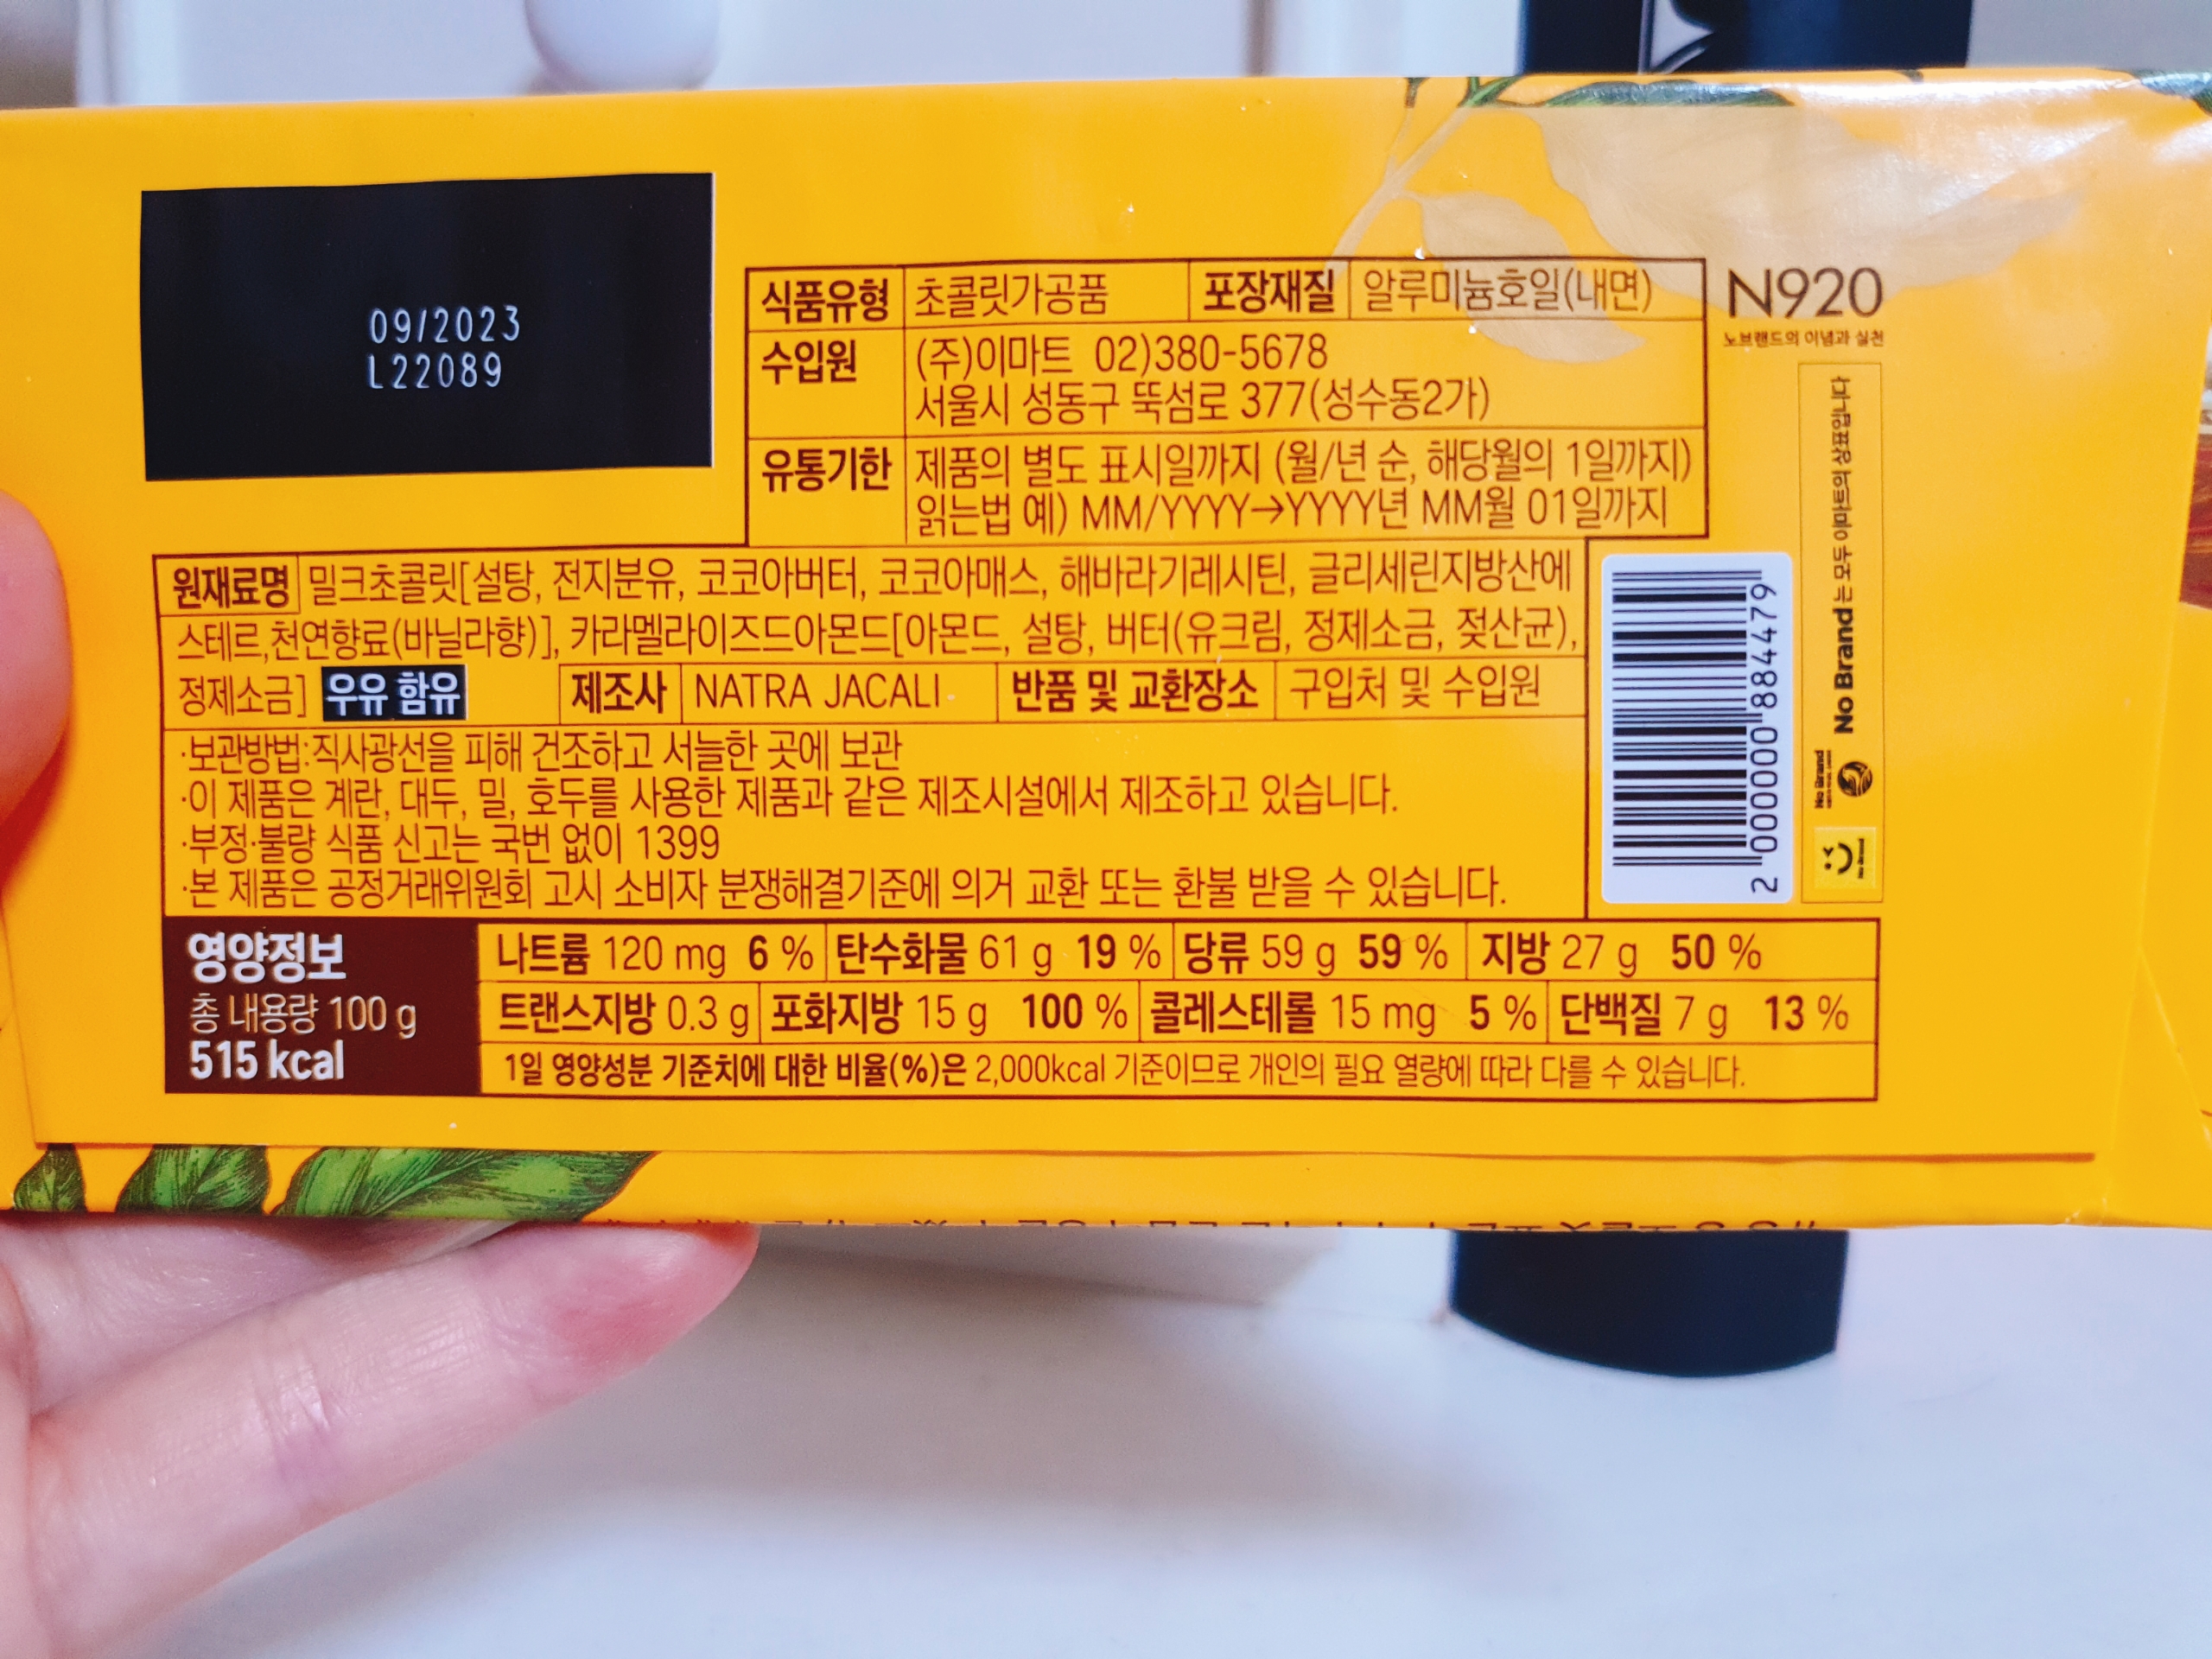 09/2023
L22089
식품유형 초콜릿가공품 포장재질 알루미늄호일(내면)
수입원 (주)이마트 02)380-5678
서울시 성동구 뚝섬로 377(성수동2가)
유통기한 제품의 별도 표시일까지 (월/년 순, 해당월의 1일까지)
읽는법 예) MM/YYYY→YYYY년 MM월 01일까지
N920
노브랜드의 이념과 실천
No Brand는 모두 이마트의 상표입니다
No Brand
원재료명 밀크초콜릿[설탕, 전지분유, 코코아버터, 코코아매스, 해바라기레시틴, 글리세린지방산에
스테르,천연향료(바닐라향)], 카라멜라이즈드아몬드[아몬드, 설탕, 버터(유크림, 정제소금, 젖산균),
정제소금] 우유 함유 제조사 NATRA JACALI 반품 및 교환장소 구입처 및 수입원
·보관방법:직사광선을 피해 건조하고 서늘한 곳에 보관
·이 제품은 계란, 대두, 밀, 호두를 사용한 제품과 같은 제조시설에서 제조하고 있습니다.
·부정·불량 식품 신고는 국번 없이 1399
·본 제품은 공정거래위원회 고시 소비자 분쟁해결기준에 의거 교환 또는 환불 받을 수 있습니다.
2 000000 884479
영양정보
총 내용량 100 g
515 kcal
나트륨 120 mg 6 % 탄수화물 61 g 19 % 당류 59 g 59 % 지방 27 g 50 %
트랜스지방 0.3 g 포화지방 15 g 100 % 콜레스테롤 15 mg 5 % 단백질 7 g 13 %
1일 영양성분 기준치에 대한 비율(%)은 2,000kcal 기준이므로 개인의 필요 열량에 따라 다를 수 있습니다.